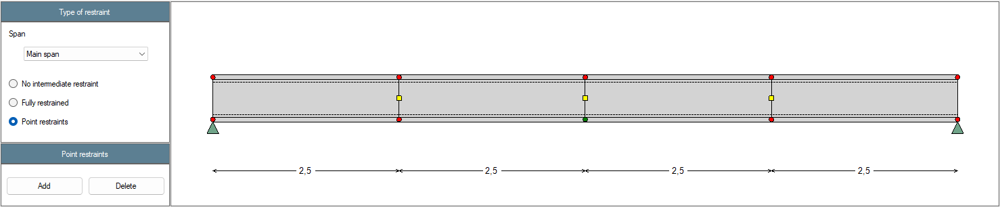 Type of restraint
Span
Main span
No intermediate restraint
Fully restrained
Point restraints
Point restraints
Add Delete
2,5 2,5 2,5 2,5